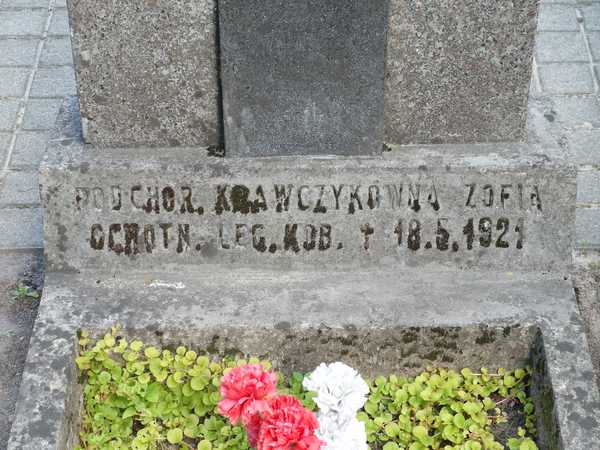 PODCHOR. KRAWCZYKÓWNA ZOFIA
OCHOTN. LEG. KOB. † 18.5.1921